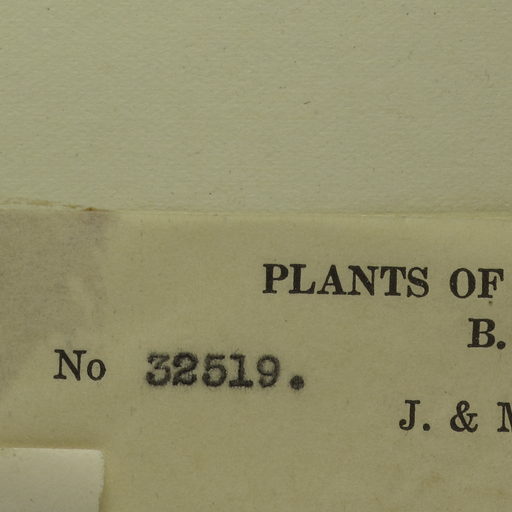 PLANTS OF
B.
No 32519.
J. &